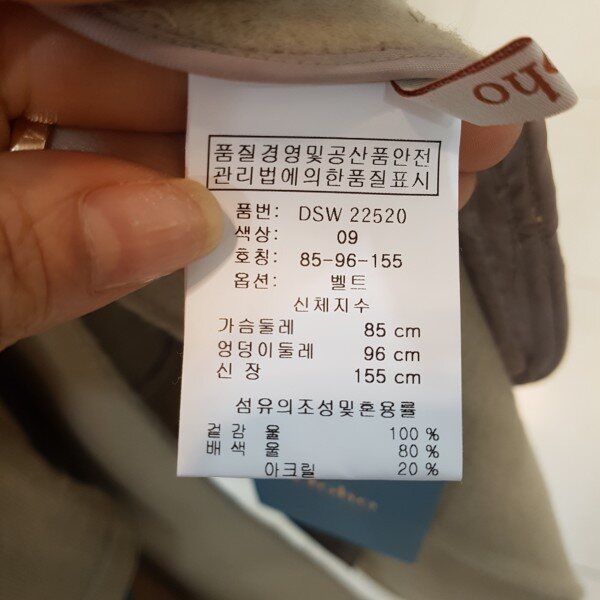 ho
품질경영및공산품안전
관리법에의한품질표시
품번: DSW 22520
색상: 09
호칭: 85-96-155
옵션: 벨트
신체지수
가슴둘레 85 cm
엉덩이둘레 96 cm
신 장 155 cm
섬유의조성및혼용률
겉감 울 100 %
배색 울 80 %
아크릴 20 %